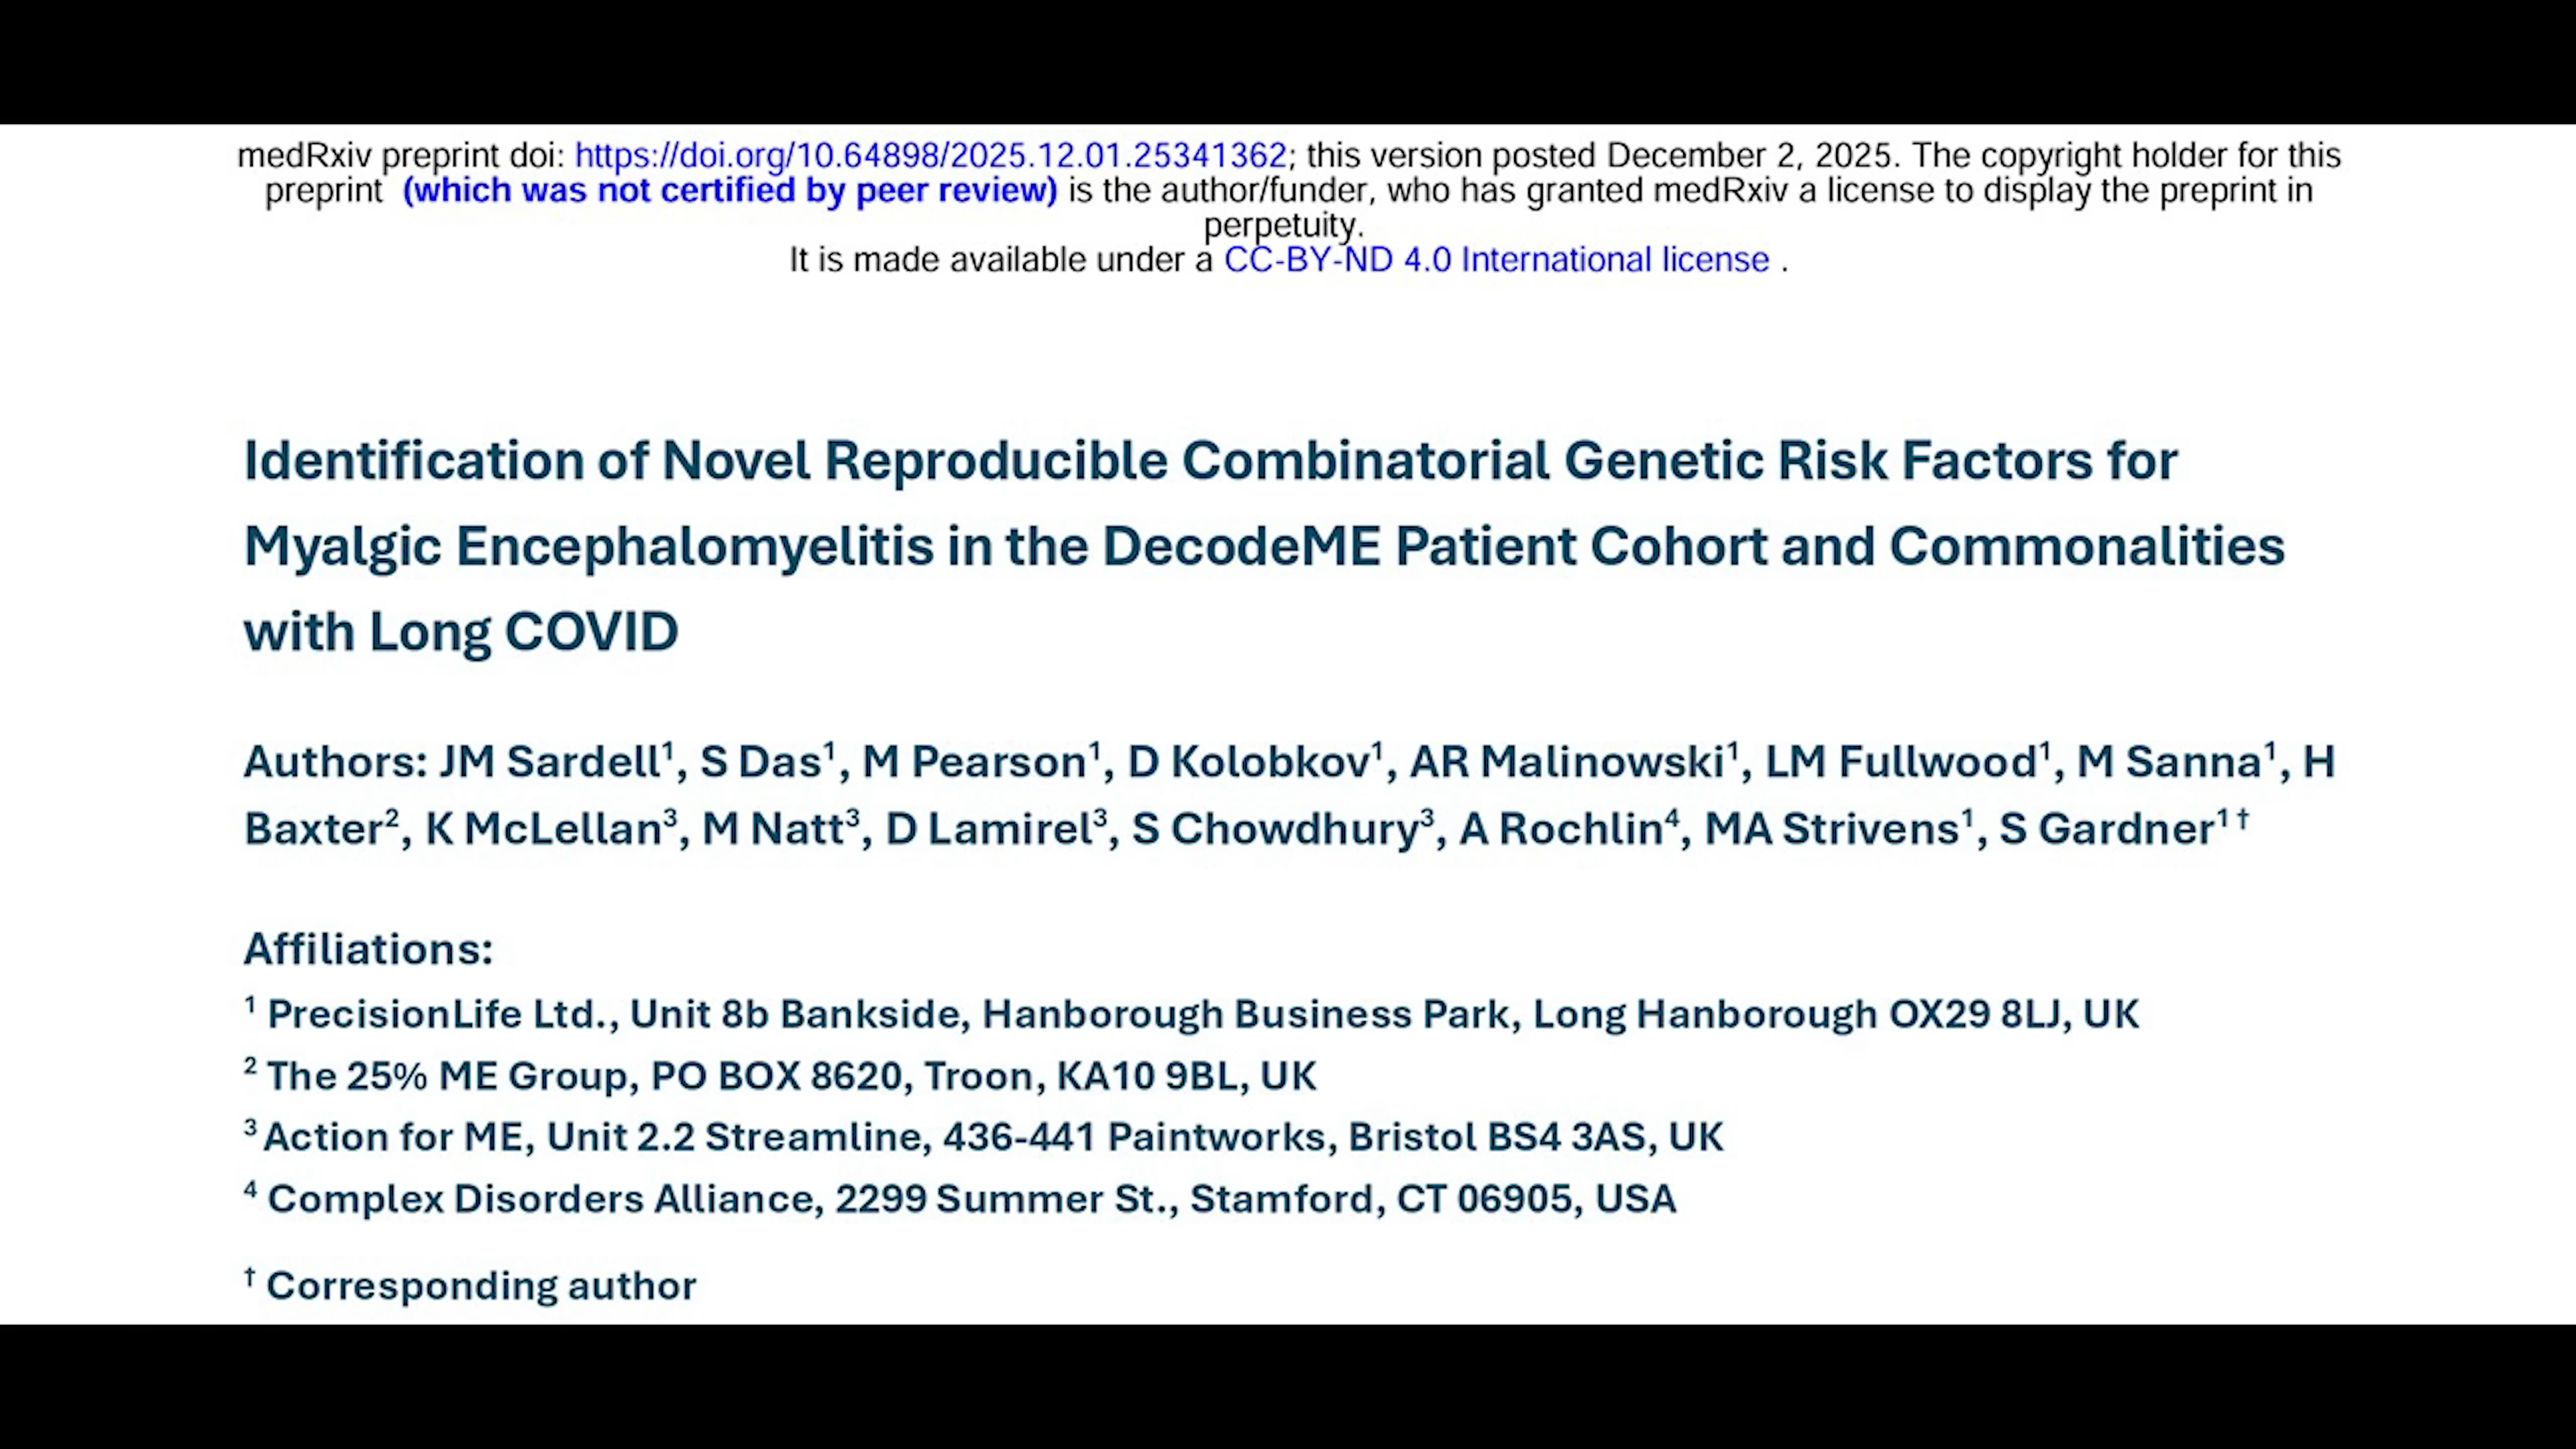 medRxiv preprint doi: https://doi.org/10.64898/2025.12.01.25341362; this version posted December 2, 2025. The copyright holder for this
preprint (which was not certified by peer review) is the author/funder, who has granted medRxiv a license to display the preprint in
perpetuity.
It is made available under a CC-BY-ND 4.0 International license .
Identification of Novel Reproducible Combinatorial Genetic Risk Factors for
Myalgic Encephalomyelitis in the DecodeME Patient Cohort and Commonalities
with Long COVID
Authors: JM Sardell¹, S Das¹, M Pearson¹, D Kolobkov¹, AR Malinowski¹, LM Fullwood¹, M Sanna¹, H
Baxter², K McLellan³, M Natt³, D Lamirel³, S Chowdhury³, A Rochlin⁴, MA Strivens¹, S Gardner¹ †
Affiliations:
¹ PrecisionLife Ltd., Unit 8b Bankside, Hanborough Business Park, Long Hanborough OX29 8LJ, UK
² The 25% ME Group, PO BOX 8620, Troon, KA10 9BL, UK
³ Action for ME, Unit 2.2 Streamline, 436-441 Paintworks, Bristol BS4 3AS, UK
⁴ Complex Disorders Alliance, 2299 Summer St., Stamford, CT 06905, USA
† Corresponding author